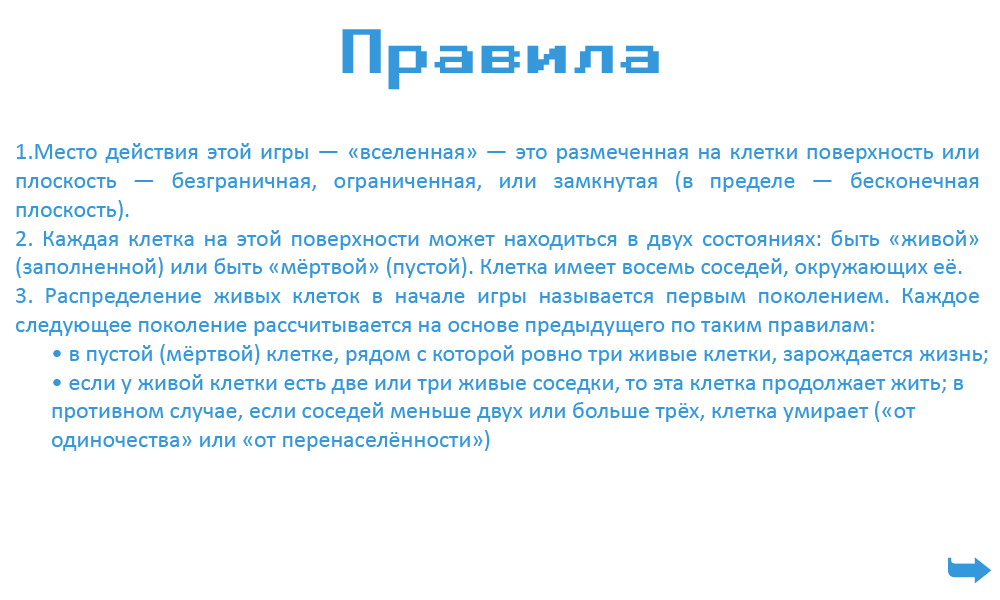 Правила
1.Место действия этой игры — «вселенная» — это размеченная на клетки поверхность или
плоскость — безграничная, ограниченная, или замкнутая (в пределе — бесконечная
плоскость).
2. Каждая клетка на этой поверхности может находиться в двух состояниях: быть «живой»
(заполненной) или быть «мёртвой» (пустой). Клетка имеет восемь соседей, окружающих её.
3. Распределение живых клеток в начале игры называется первым поколением. Каждое
следующее поколение рассчитывается на основе предыдущего по таким правилам:
• в пустой (мёртвой) клетке, рядом с которой ровно три живые клетки, зарождается жизнь;
• если у живой клетки есть две или три живые соседки, то эта клетка продолжает жить; в
противном случае, если соседей меньше двух или больше трёх, клетка умирает («от
одиночества» или «от перенаселённости»)